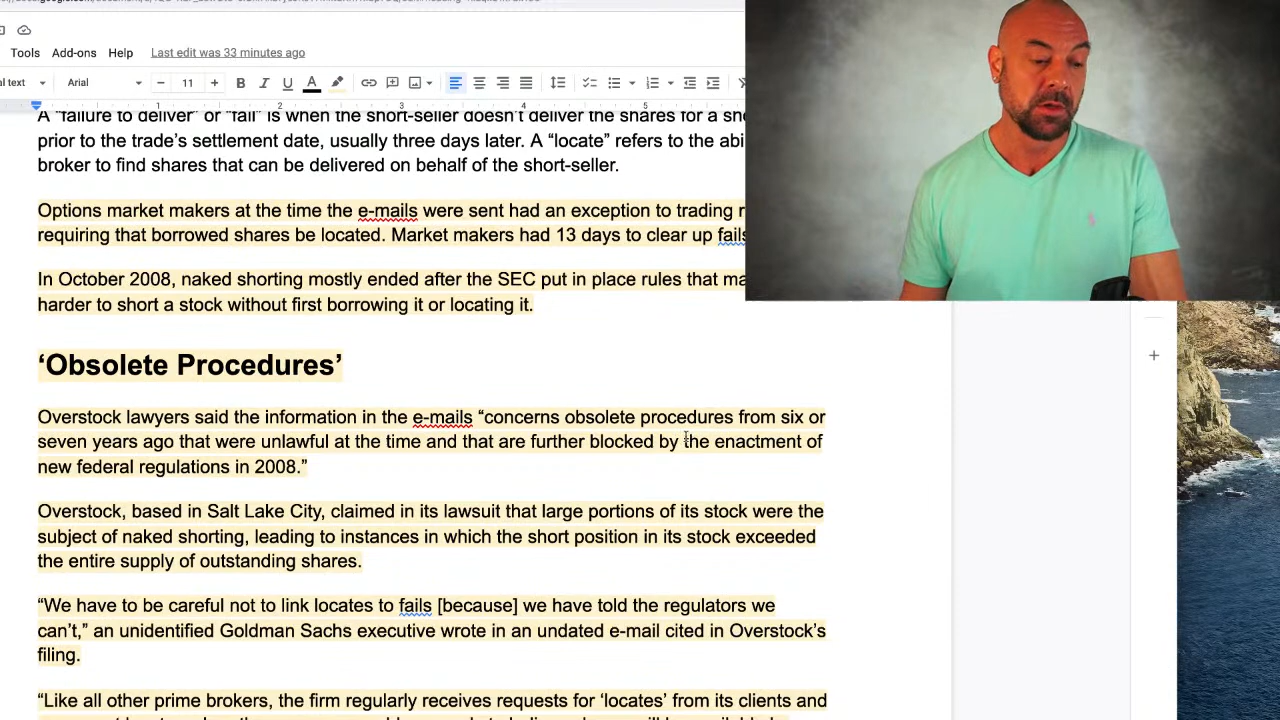 Tools Add-ons Help Last edit was 33 minutes ago
Arial 11
1 2 3 4 5
A “failure to deliver” or “fail” is when the short-seller doesn’t deliver the shares for a
prior to the trade’s settlement date, usually three days later. A “locate” refers to the
broker to find shares that can be delivered on behalf of the short-seller.
Options market makers at the time the e-mails were sent had an exception to trading
requiring that borrowed shares be located. Market makers had 13 days to clear up fails
In October 2008, naked shorting mostly ended after the SEC put in place rules that
harder to short a stock without first borrowing it or locating it.
‘Obsolete Procedures’
Overstock lawyers said the information in the e-mails “concerns obsolete procedures from six or
seven years ago that were unlawful at the time and that are further blocked by the enactment of
new federal regulations in 2008.”
Overstock, based in Salt Lake City, claimed in its lawsuit that large portions of its stock were the
subject of naked shorting, leading to instances in which the short position in its stock exceeded
the entire supply of outstanding shares.
“We have to be careful not to link locates to fails [because] we have told the regulators we
can’t,” an unidentified Goldman Sachs executive wrote in an undated e-mail cited in Overstock’s
filing.
“Like all other prime brokers, the firm regularly receives requests for ‘locates’ from its clients and